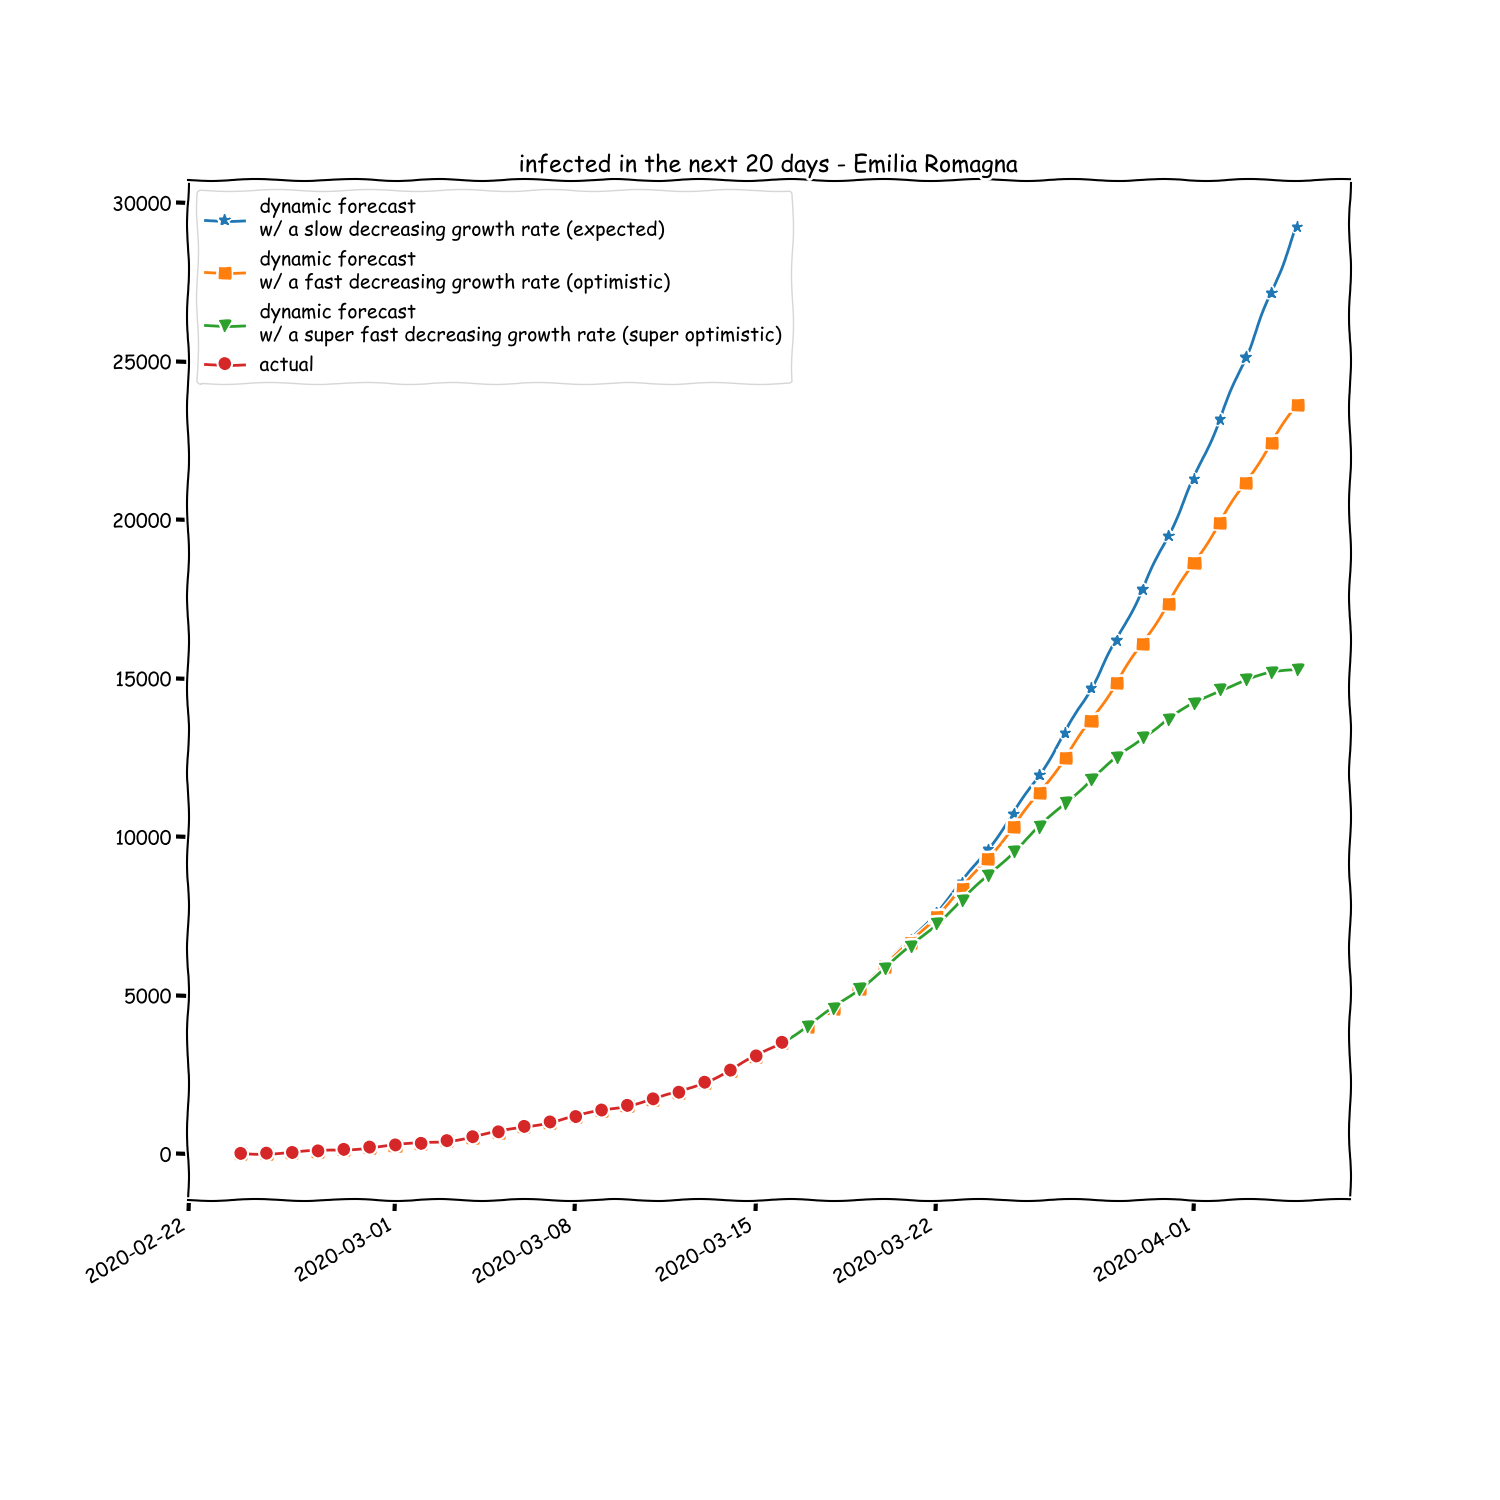 infected in the next 20 days - Emilia Romagna
30000
25000
20000
15000
10000
5000
0
dynamic forecast
w/ a slow decreasing growth rate (expected)
dynamic forecast
w/ a fast decreasing growth rate (optimistic)
dynamic forecast
w/ a super fast decreasing growth rate (super optimistic)
actual
2020-02-22
2020-03-01
2020-03-08
2020-03-15
2020-03-22
2020-04-01